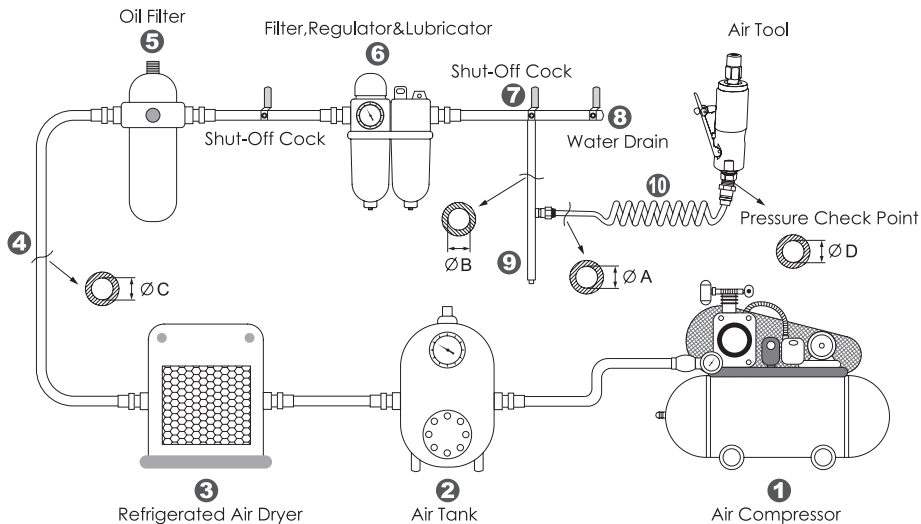 Oil Filter
5
Filter,Regulator&Lubricator
6
Air Tool
Shut-Off Cock
7
8
Shut-Off Cock
Water Drain
10
Pressure Check Point
4
ØB
9
ØA
ØD
ØC
3
Refrigerated Air Dryer
2
Air Tank
1
Air Compressor